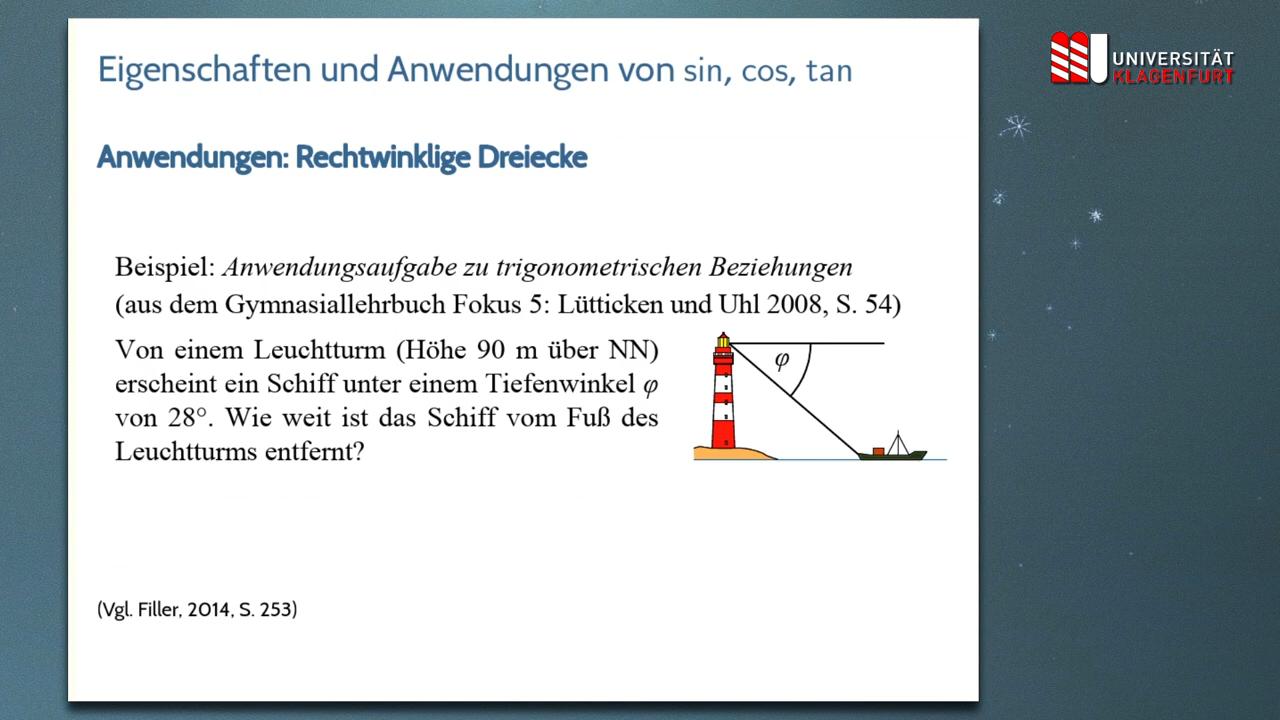 Eigenschaften und Anwendungen von sin, cos, tan
UNIVERSITÄT
KLAGENFURT
Anwendungen: Rechtwinklige Dreiecke
Beispiel: Anwendungsaufgabe zu trigonometrischen Beziehungen
(aus dem Gymnasiallehrbuch Fokus 5: Lütticken und Uhl 2008, S. 54)
Von einem Leuchtturm (Höhe 90 m über NN)
erscheint ein Schiff unter einem Tiefenwinkel φ
von 28°. Wie weit ist das Schiff vom Fuß des
Leuchtturms entfernt?
φ
(Vgl. Filler, 2014, S. 253)